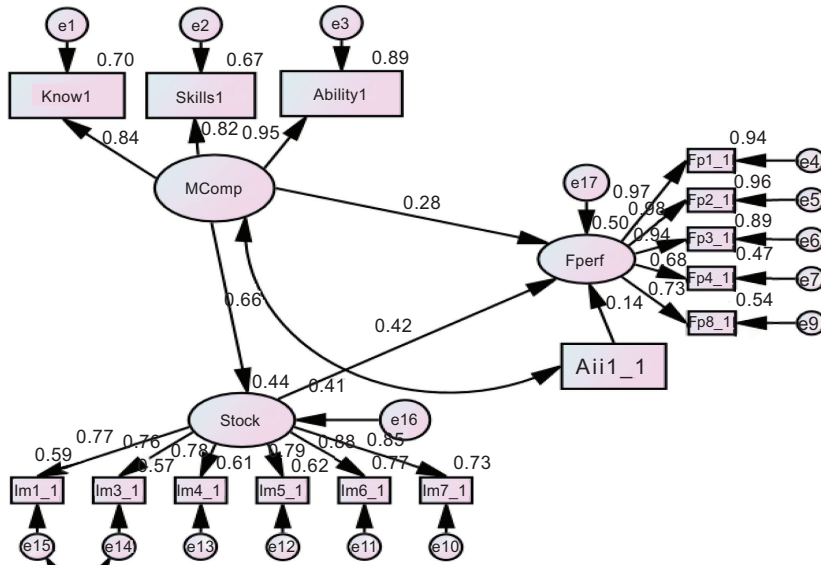 e1
e2
e3
0.70
0.67
0.89
Know1
Skills1
Ability1
0.84
0.82
0.95
MComp
0.28
e17
0.50
0.97
0.98
0.94
0.68
0.73
0.94
Fp1_1
e4
0.96
Fp2_1
e5
0.89
Fp3_1
e6
0.47
Fp4_1
e7
0.54
Fp8_1
e9
Fperf
0.14
Aii1_1
0.66
0.42
0.41
0.44
Stock
e16
0.77
0.76
0.78
0.79
0.88
0.85
0.59
0.57
0.61
0.62
0.77
0.73
Im1_1
Im3_1
Im4_1
Im5_1
Im6_1
Im7_1
e15
e14
e13
e12
e11
e10